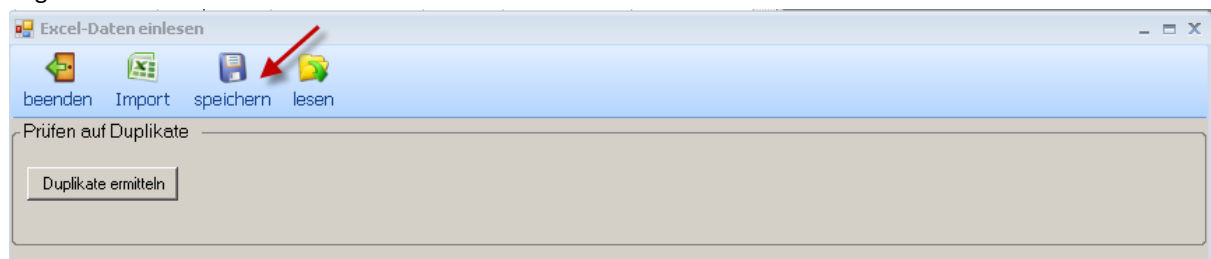 Excel-Daten einlesen
beenden Import speichern lesen
Prüfen auf Duplikate
Duplikate ermitteln